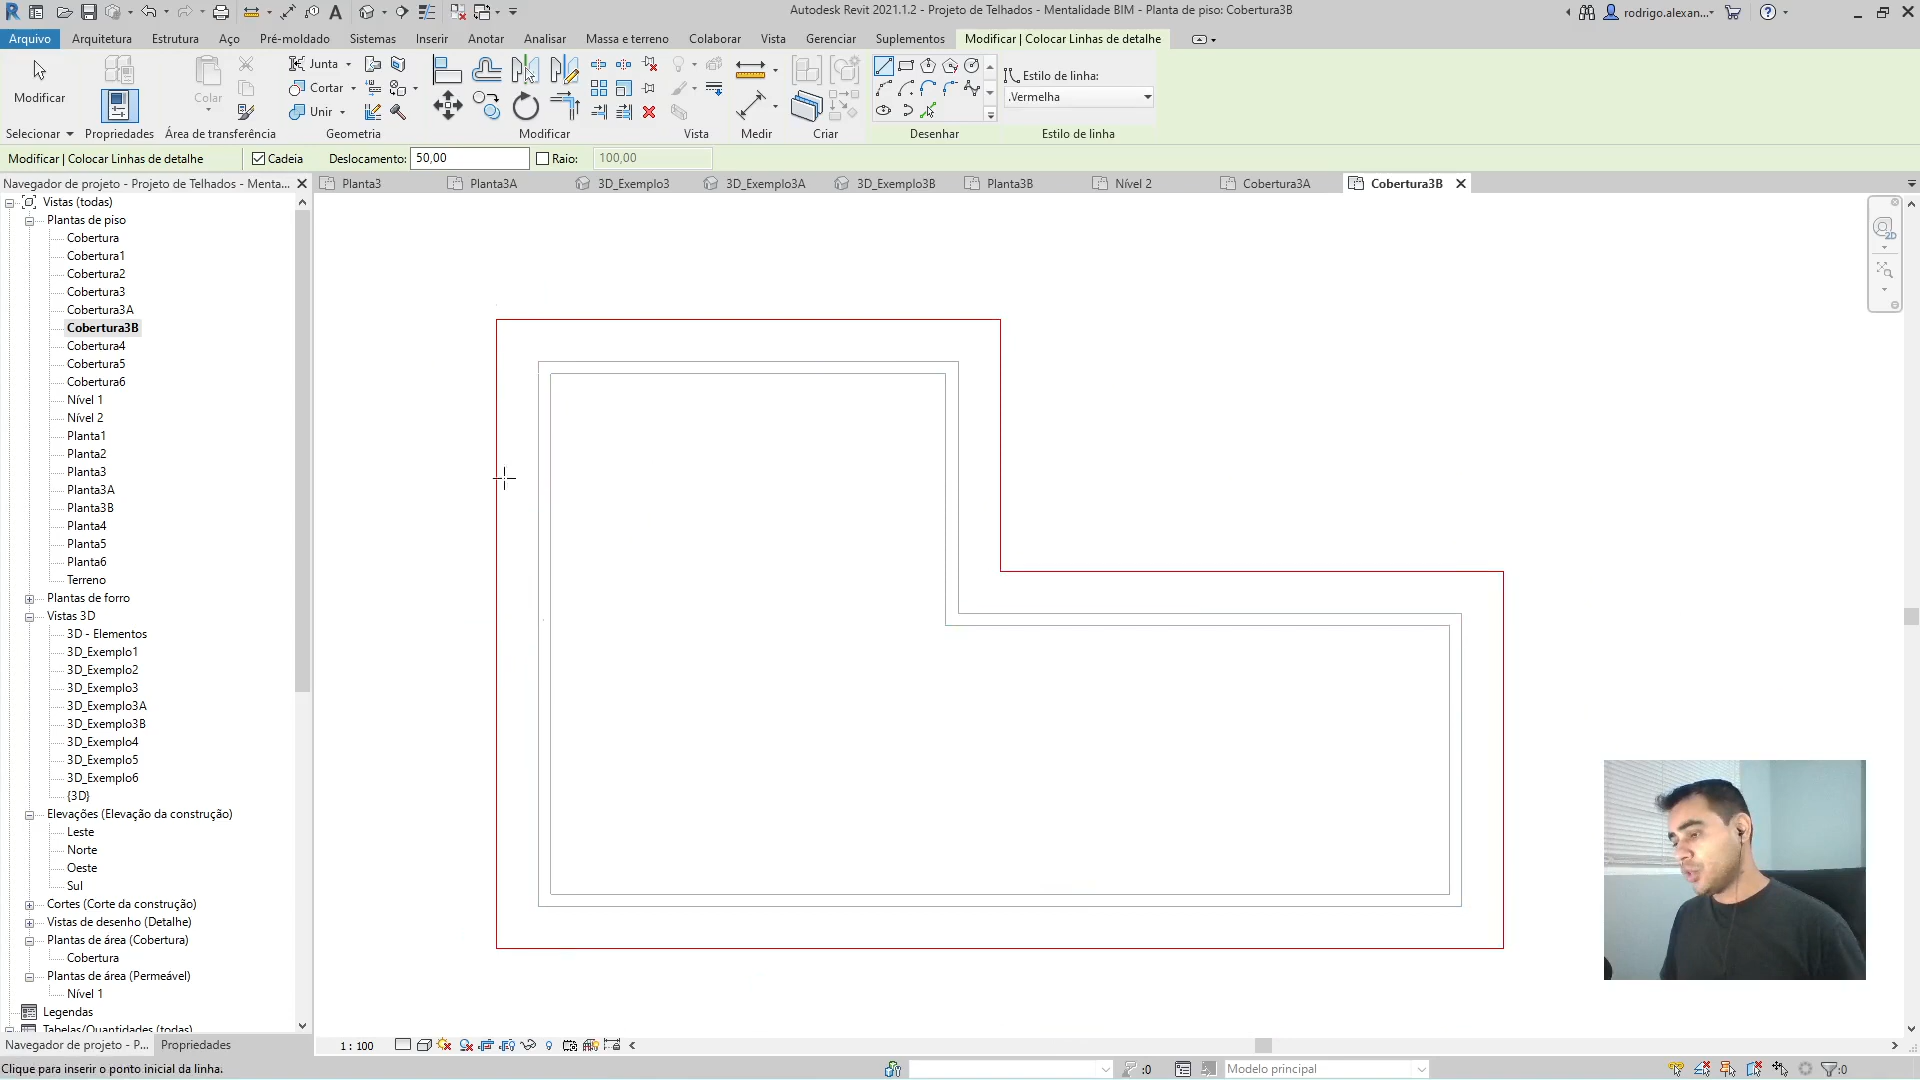 Autodesk Revit 2021.1.2 - Projeto de Telhados - Mentalidade BIM - Planta de piso: Cobertura3B
rodrigo.alexan...
Arquivo Arquitetura Estrutura Aço Pré-moldado Sistemas Inserir Anotar Analisar Massa e terreno Colaborar Vista Gerenciar Suplementos Modificar | Colocar Linhas de detalhe
Modificar
Colar
Junta
Cortar
Unir
Estilo de linha:
.Vermelha
Selecionar Propriedades Área de transferência Geometria Modificar Vista Medir Criar Desenhar Estilo de linha
Modificar | Colocar Linhas de detalhe Cadeia Deslocamento: 50,00 Raio: 100,00
Navegador de projeto - Projeto de Telhados - Menta...
Planta3 Planta3A 3D_Exemplo3 3D_Exemplo3A 3D_Exemplo3B Planta3B Nível 2 Cobertura3A Cobertura3B
Vistas (todas)
Plantas de piso
Cobertura
Cobertura1
Cobertura2
Cobertura3
Cobertura3A
Cobertura3B
Cobertura4
Cobertura5
Cobertura6
Nível 1
Nível 2
Planta1
Planta2
Planta3
Planta3A
Planta3B
Planta4
Planta5
Planta6
Terreno
Plantas de forro
Vistas 3D
3D - Elementos
3D_Exemplo1
3D_Exemplo2
3D_Exemplo3
3D_Exemplo3A
3D_Exemplo3B
3D_Exemplo4
3D_Exemplo5
3D_Exemplo6
{3D}
Elevações (Elevação da construção)
Leste
Norte
Oeste
Sul
Cortes (Corte da construção)
Vistas de desenho (Detalhe)
Plantas de área (Cobertura)
Cobertura
Plantas de área (Permeável)
Nível 1
Legendas
Tabelas/Quantidades (todas)
Navegador de projeto - P... Propriedades
1 : 100
2D
Clique para inserir o ponto inicial da linha.
:0
Modelo principal
:0